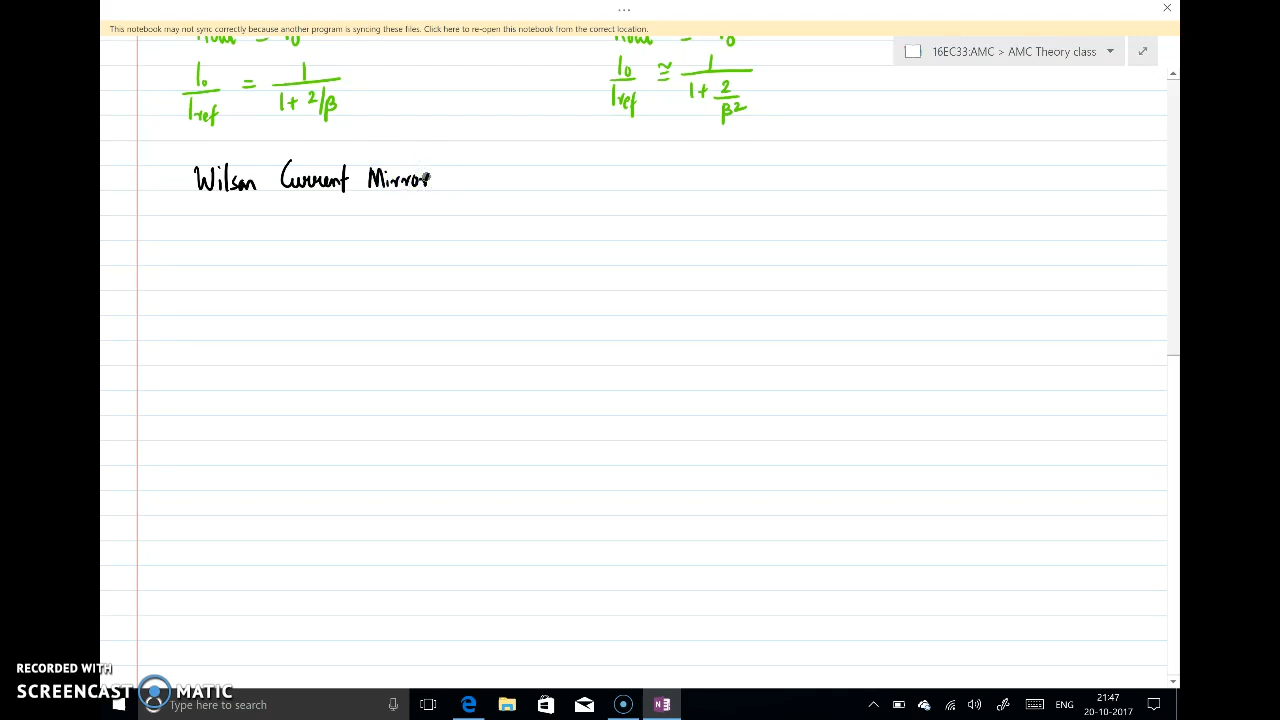 This notebook may not sync correctly because another program is syncing these files. Click here to re-open this notebook from the correct location.
16EC33:AMC > AMC Theory class
I₀/Iref = 1/(1 + 2/β)
I₀/Iref ≅ 1/(1 + 2/β²)
Wilson Current Mirror
RECORDED WITH
SCREENCAST MATIC
Type here to search
ENG
21:47
20-10-2017